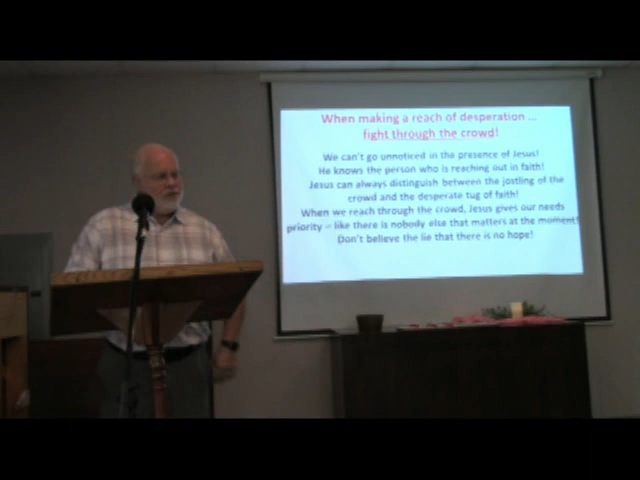 When making a reach of desperation ...
fight through the crowd!
We can't go unnoticed in the presence of Jesus!
He knows the person who is reaching out in faith!
Jesus can always distinguish between the jostling of the
crowd and the desperate tug of faith!
When we reach through the crowd, Jesus gives our needs
priority – like there is nobody else that matters at the moment!
Don't believe the lie that there is no hope!